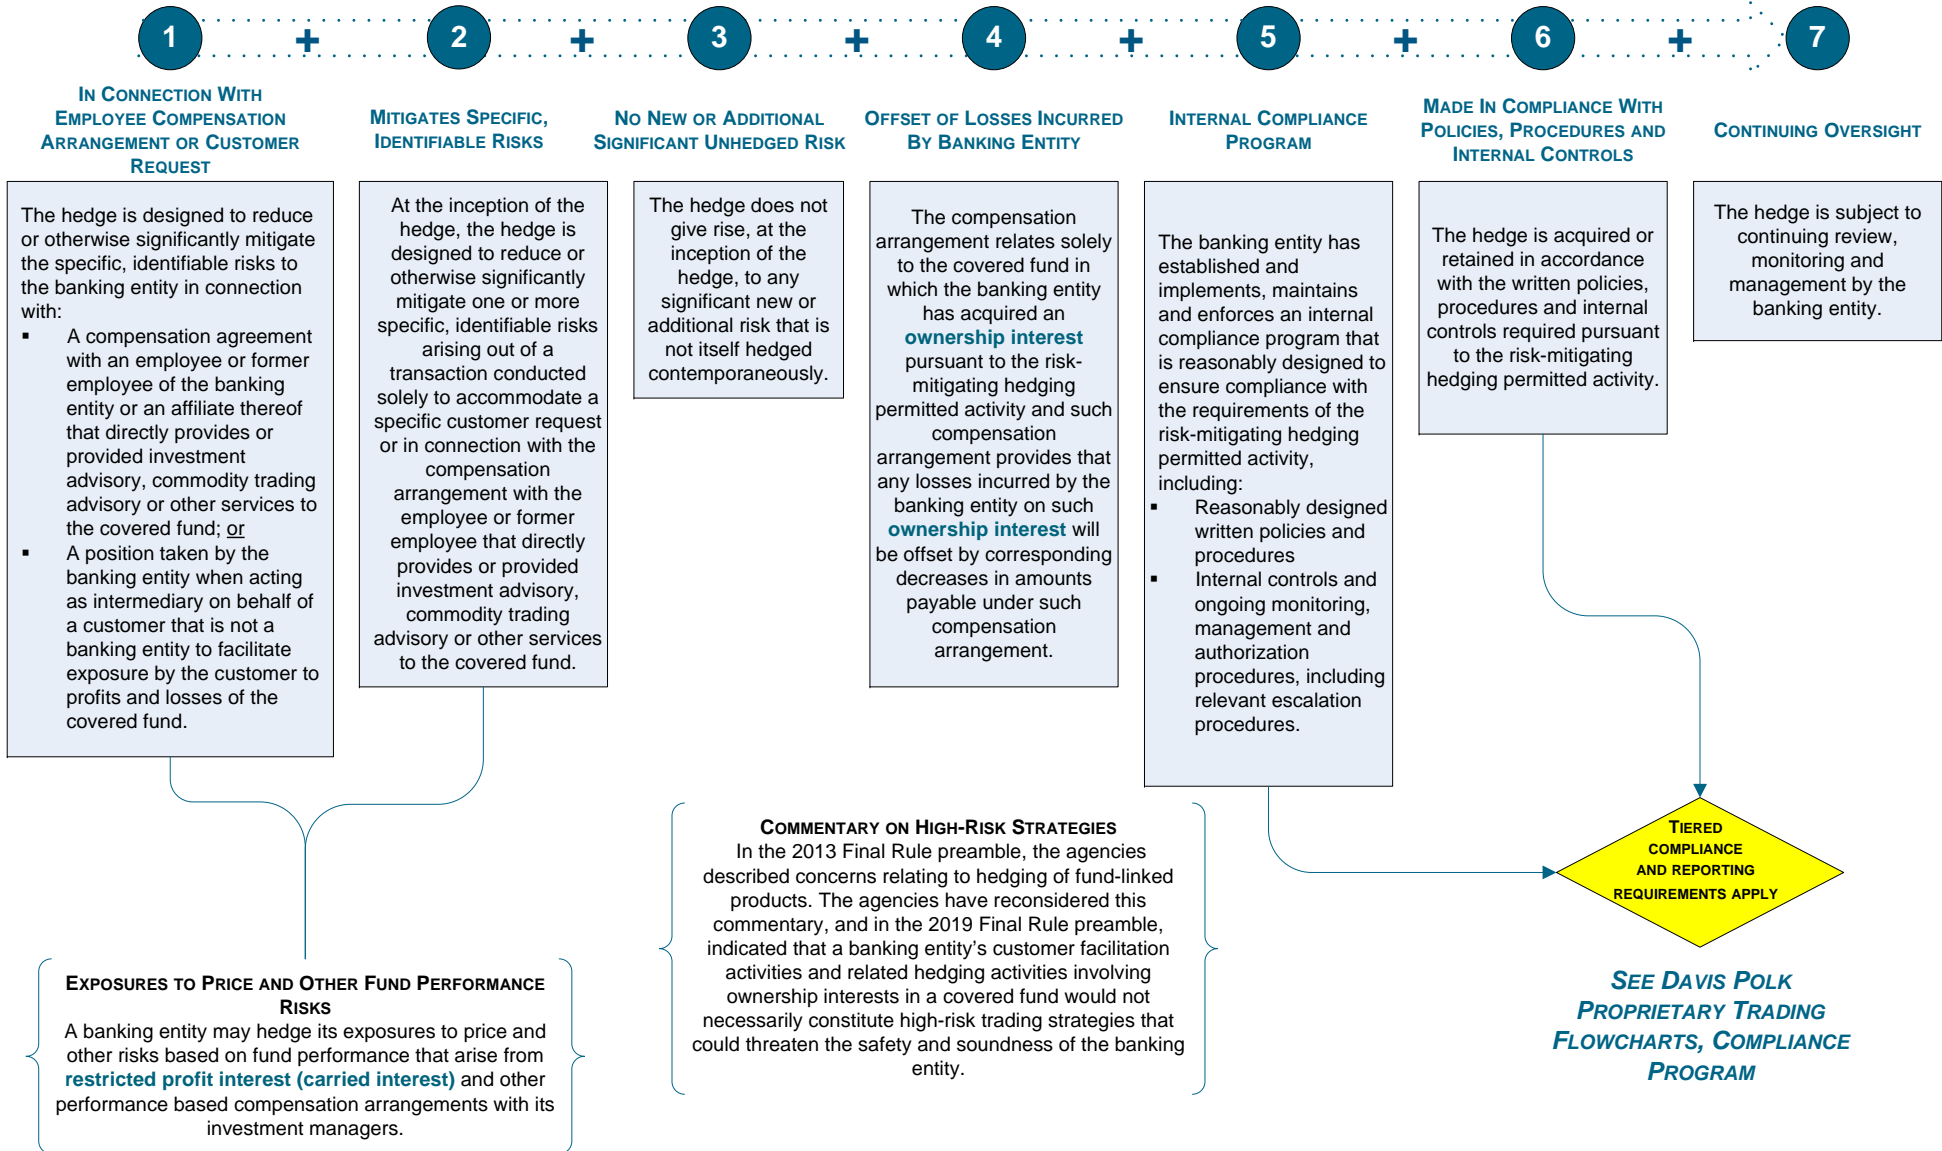 1 + 2 + 3 + 4 + 5 + 6 + 7
IN CONNECTION WITH
EMPLOYEE COMPENSATION
ARRANGEMENT OR CUSTOMER
REQUEST
The hedge is designed to reduce
or otherwise significantly mitigate
the specific, identifiable risks to
the banking entity in connection
with:
▪ A compensation agreement
with an employee or former
employee of the banking
entity or an affiliate thereof
that directly provides or
provided investment
advisory, commodity trading
advisory or other services to
the covered fund; or
▪ A position taken by the
banking entity when acting
as intermediary on behalf of
a customer that is not a
banking entity to facilitate
exposure by the customer to
profits and losses of the
covered fund.
MITIGATES SPECIFIC,
IDENTIFIABLE RISKS
At the inception of the
hedge, the hedge is
designed to reduce or
otherwise significantly
mitigate one or more
specific, identifiable risks
arising out of a
transaction conducted
solely to accommodate a
specific customer request
or in connection with the
compensation
arrangement with the
employee or former
employee that directly
provides or provided
investment advisory,
commodity trading
advisory or other services
to the covered fund.
NO NEW OR ADDITIONAL
SIGNIFICANT UNHEDGED RISK
The hedge does not
give rise, at the
inception of the
hedge, to any
significant new or
additional risk that is
not itself hedged
contemporaneously.
OFFSET OF LOSSES INCURRED
BY BANKING ENTITY
The compensation
arrangement relates solely
to the covered fund in
which the banking entity
has acquired an
ownership interest
pursuant to the risk-
mitigating hedging
permitted activity and such
compensation
arrangement provides that
any losses incurred by the
banking entity on such
ownership interest will
be offset by corresponding
decreases in amounts
payable under such
compensation
arrangement.
INTERNAL COMPLIANCE
PROGRAM
The banking entity has
established and
implements, maintains
and enforces an internal
compliance program that
is reasonably designed to
ensure compliance with
the requirements of the
risk-mitigating hedging
permitted activity,
including:
▪ Reasonably designed
written policies and
procedures
▪ Internal controls and
ongoing monitoring,
management and
authorization
procedures, including
relevant escalation
procedures.
MADE IN COMPLIANCE WITH
POLICIES, PROCEDURES AND
INTERNAL CONTROLS
The hedge is acquired or
retained in accordance
with the written policies,
procedures and internal
controls required pursuant
to the risk-mitigating
hedging permitted activity.
CONTINUING OVERSIGHT
The hedge is subject to
continuing review,
monitoring and
management by the
banking entity.
EXPOSURES TO PRICE AND OTHER FUND PERFORMANCE
RISKS
A banking entity may hedge its exposures to price and
other risks based on fund performance that arise from
restricted profit interest (carried interest) and other
performance based compensation arrangements with its
investment managers.
COMMENTARY ON HIGH-RISK STRATEGIES
In the 2013 Final Rule preamble, the agencies
described concerns relating to hedging of fund-linked
products. The agencies have reconsidered this
commentary, and in the 2019 Final Rule preamble,
indicated that a banking entity's customer facilitation
activities and related hedging activities involving
ownership interests in a covered fund would not
necessarily constitute high-risk trading strategies that
could threaten the safety and soundness of the banking
entity.
TIERED
COMPLIANCE
AND REPORTING
REQUIREMENTS APPLY
SEE DAVIS POLK
PROPRIETARY TRADING
FLOWCHARTS, COMPLIANCE
PROGRAM